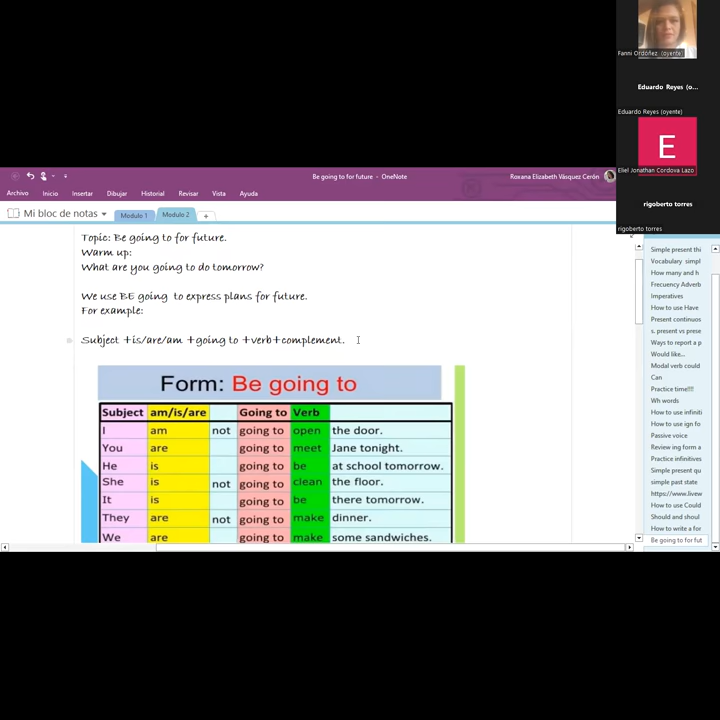 Fanni Ordóñez (oyente)
Eduardo Reyes (o...
Eduardo Reyes (oyente)
E
Eliel Jonathan Cordova Lazo
rigoberto torres
rigoberto torres
Be going to for future - OneNote
Roxana Elizabeth Vásquez Cerón
Archivo Inicio Insertar Dibujar Historial Revisar Vista Ayuda
Mi bloc de notas Modulo 1 Modulo 2 +
Topic: Be going to for future.
Warm up:
What are you going to do tomorrow?
We use BE going to express plans for future.
For example:
Subject +is/are/am +going to +verb+complement.
Form: Be going to
Subject am/is/are Going to Verb
I am not going to open the door.
You are going to meet Jane tonight.
He is going to be at school tomorrow.
She is not going to clean the floor.
It is going to be there tomorrow.
They are not going to make dinner.
We are going to make some sandwiches.
Simple present thi
Vocabulary simpl
How many and h
Frecuency Adverb
Imperatives
How to use Have
Present continuos
s. present vs prese
Ways to report a p
Would like...
Modal verb could
Can
Practice time!!!!
Wh words
How to use infiniti
How to use ign fo
Passive voice
Review ing form a
Practice infinitives
Simple present qu
simple past state
https://www.livew
How to use Could
Should and shoul
How to write a for
Be going to for fut